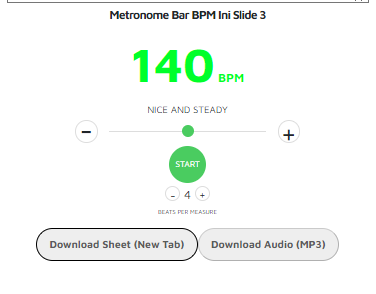 Metronome Bar BPM Ini Slide 3
140 BPM
NICE AND STEADY
− +
START
- 4 +
BEATS PER MEASURE
Download Sheet (New Tab) Download Audio (MP3)